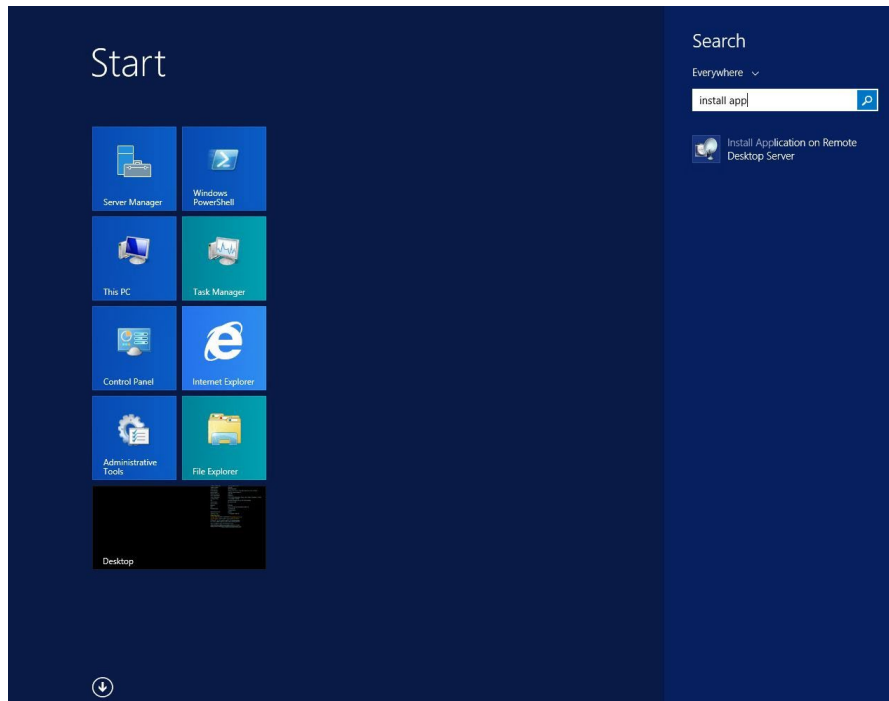 Start
Server Manager
Windows
PowerShell
This PC
Task Manager
Control Panel
Internet Explorer
Administrative
Tools
File Explorer
Desktop
Search
Everywhere
install app
Install Application on Remote
Desktop Server